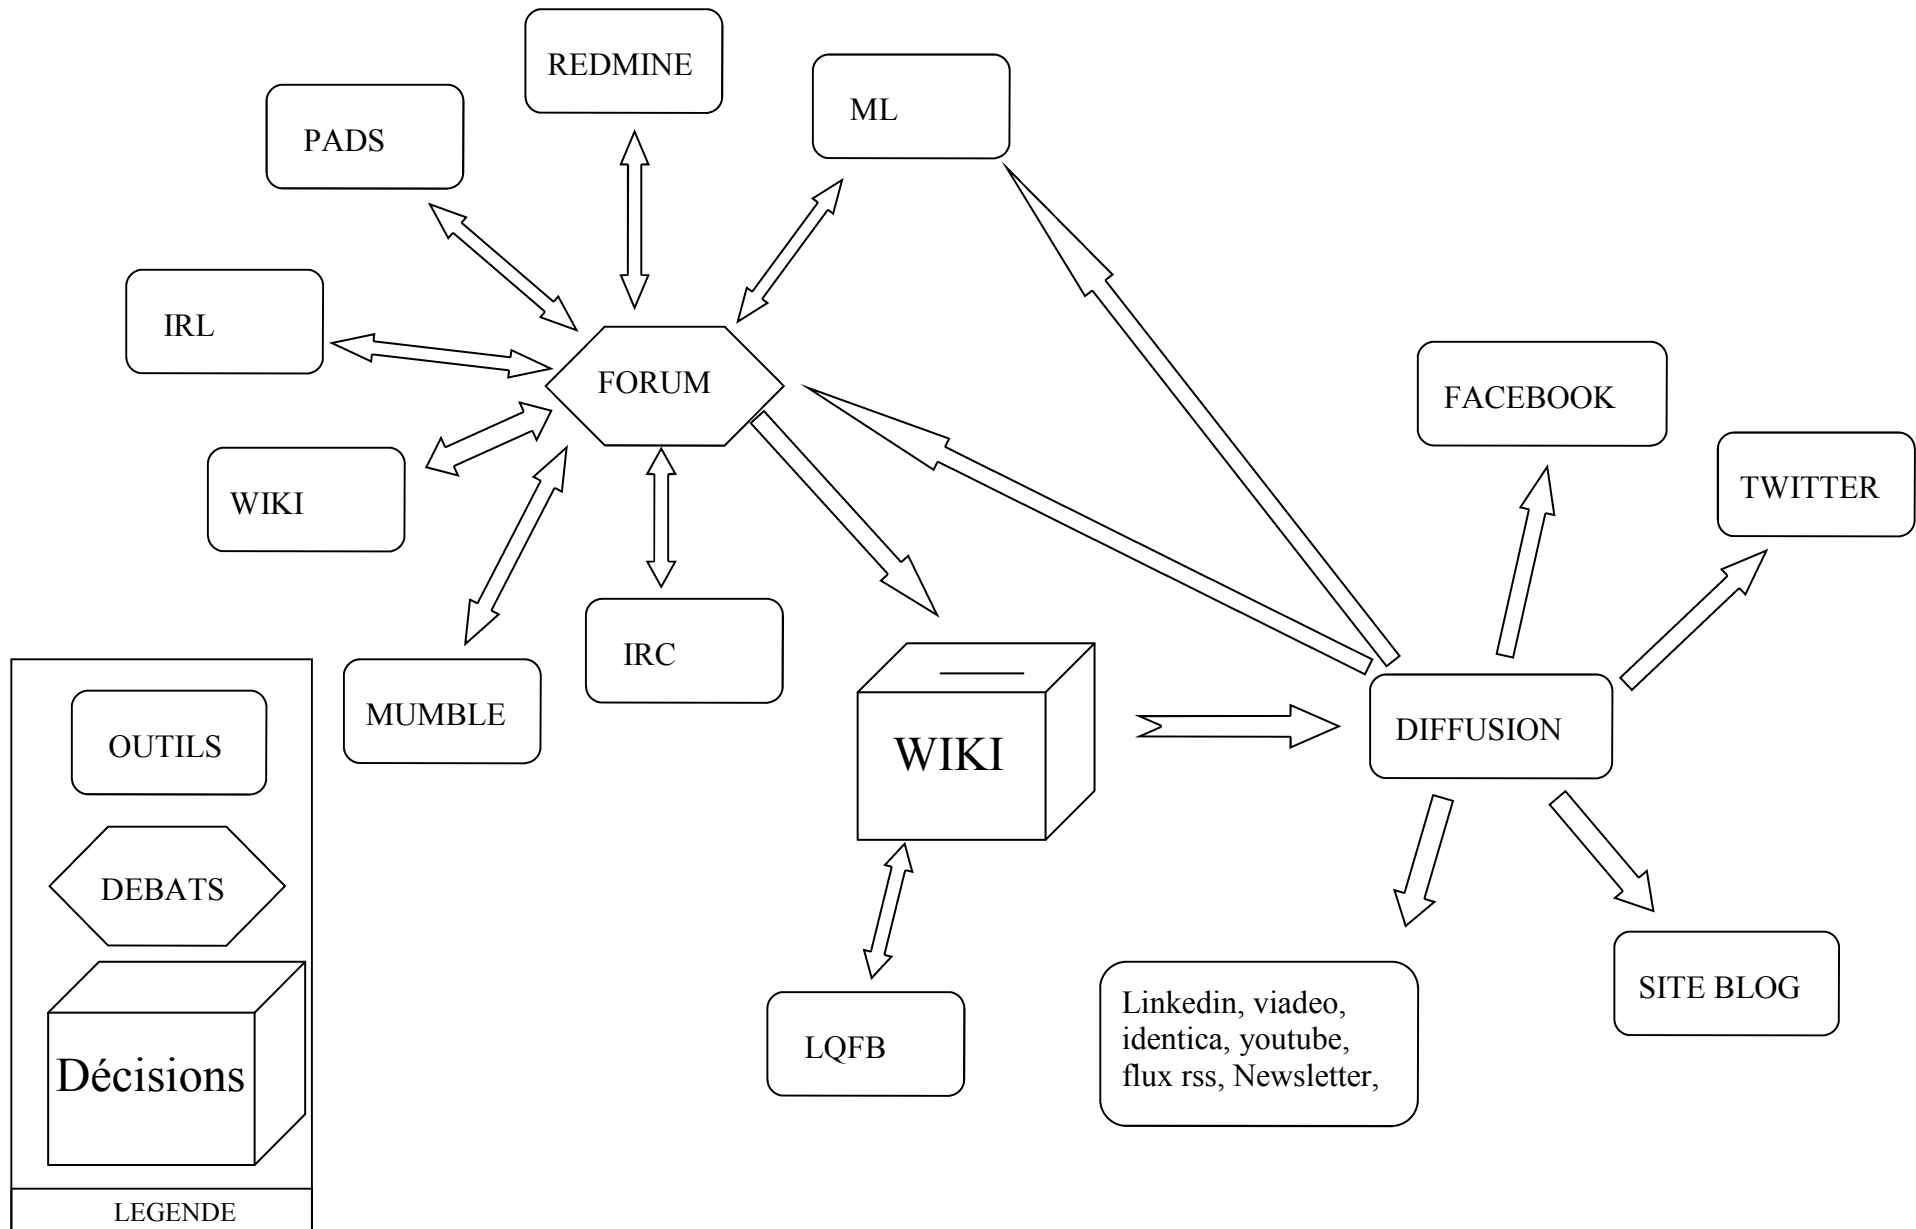 REDMINE
ML
PADS
IRL
FORUM
FACEBOOK
TWITTER
WIKI
IRC
MUMBLE
WIKI
DIFFUSION
OUTILS
DEBATS
Décisions
LEGENDE
LQFB
Linkedin, viadeo,
identica, youtube,
flux rss, Newsletter,
SITE BLOG